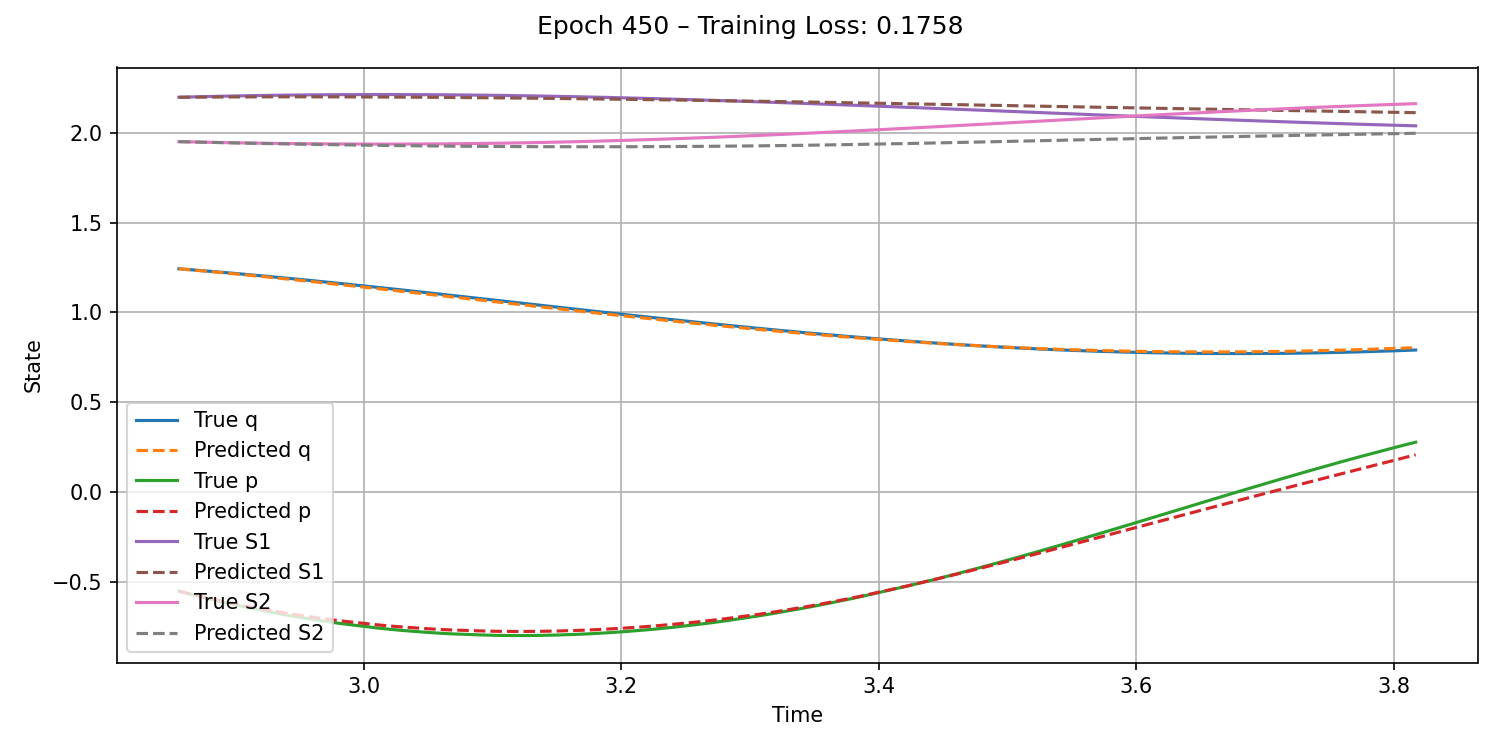 Epoch 450 – Training Loss: 0.1758
State
2.0
1.5
1.0
0.5
0.0
−0.5
True q
Predicted q
True p
Predicted p
True S1
Predicted S1
True S2
Predicted S2
3.0 3.2 3.4 3.6 3.8
Time